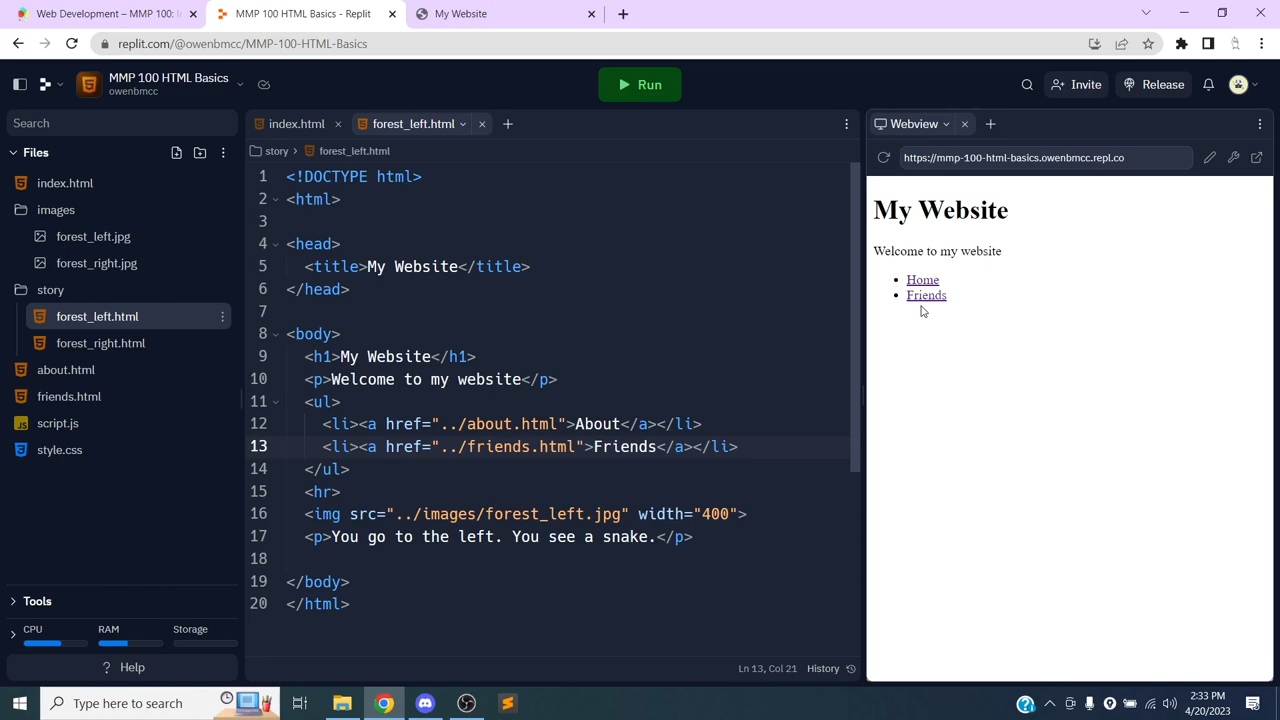 Web Development – MMP 100: I
MMP 100 HTML Basics - Replit
My Website
replit.com/@owenbmcc/MMP-100-HTML-Basics
MMP 100 HTML Basics
owenbmcc
Run
Invite
Release
Search
Files
index.html
images
forest_left.jpg
forest_right.jpg
story
forest_left.html
forest_right.html
about.html
friends.html
script.js
style.css
Tools
CPU
RAM
Storage
Help
index.html
forest_left.html
story > forest_left.html
1 <!DOCTYPE html>
2 <html>
3
4 <head>
5 <title>My Website</title>
6 </head>
7
8 <body>
9 <h1>My Website</h1>
10 <p>Welcome to my website</p>
11 <ul>
12 <li><a href="../about.html">About</a></li>
13 <li><a href="../friends.html">Friends</a></li>
14 </ul>
15 <hr>
16 <img src="../images/forest_left.jpg" width="400">
17 <p>You go to the left. You see a snake.</p>
18
19 </body>
20 </html>
Ln 13, Col 21 History
Webview
https://mmp-100-html-basics.owenbmcc.repl.co
My Website
Welcome to my website
Home
Friends
Type here to search
2:33 PM
4/20/2023